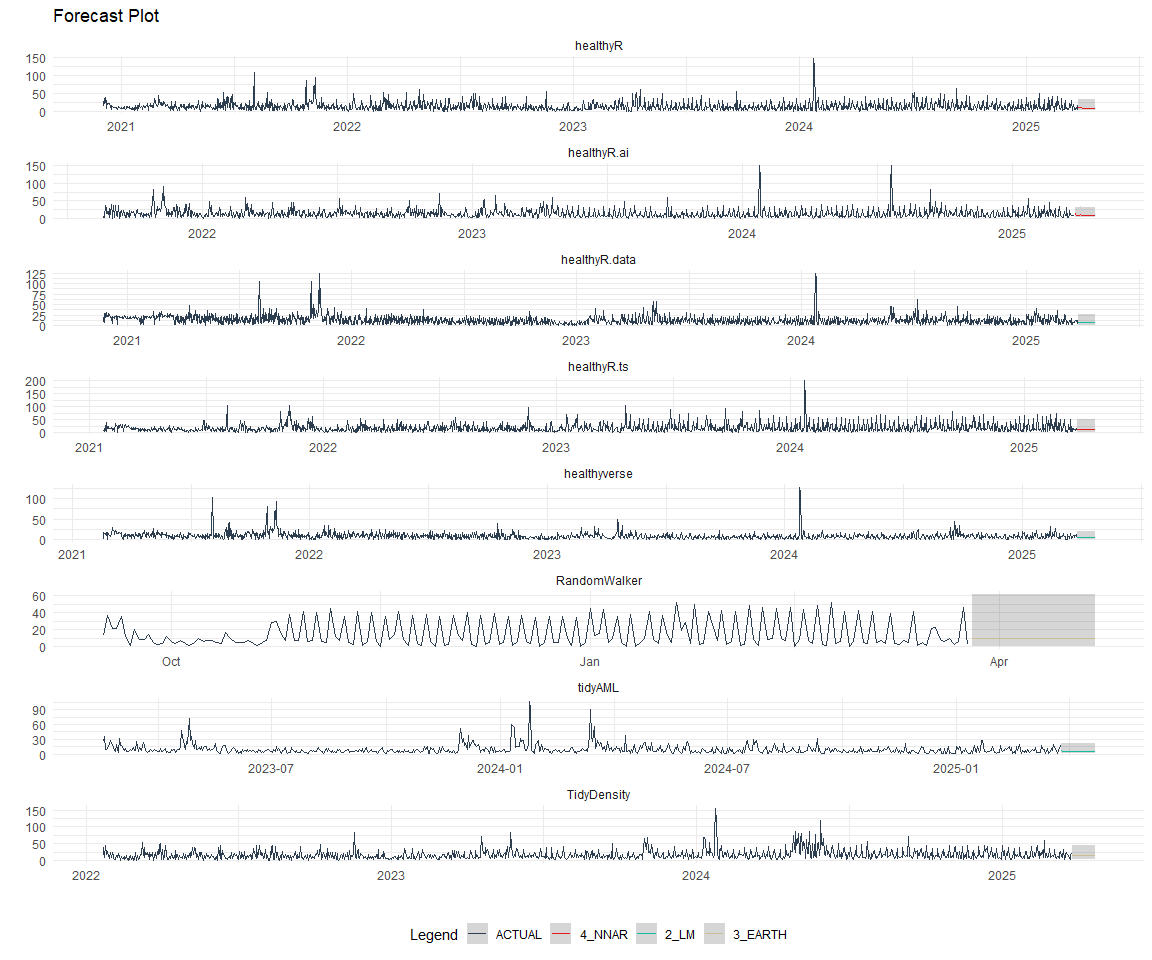 Forecast Plot
healthyR
150
100
50
0
2021 2022 2023 2024 2025
healthyR.ai
150
100
50
0
2022 2023 2024 2025
healthyR.data
125
100
75
50
25
0
2021 2022 2023 2024 2025
healthyR.ts
200
150
100
50
0
2021 2022 2023 2024 2025
healthyverse
100
50
0
2021 2022 2023 2024 2025
RandomWalker
60
40
20
0
Oct Jan Apr
tidyAML
90
60
30
0
2023-07 2024-01 2024-07 2025-01
TidyDensity
150
100
50
0
2022 2023 2024 2025
Legend ACTUAL 4_NNAR 2_LM 3_EARTH